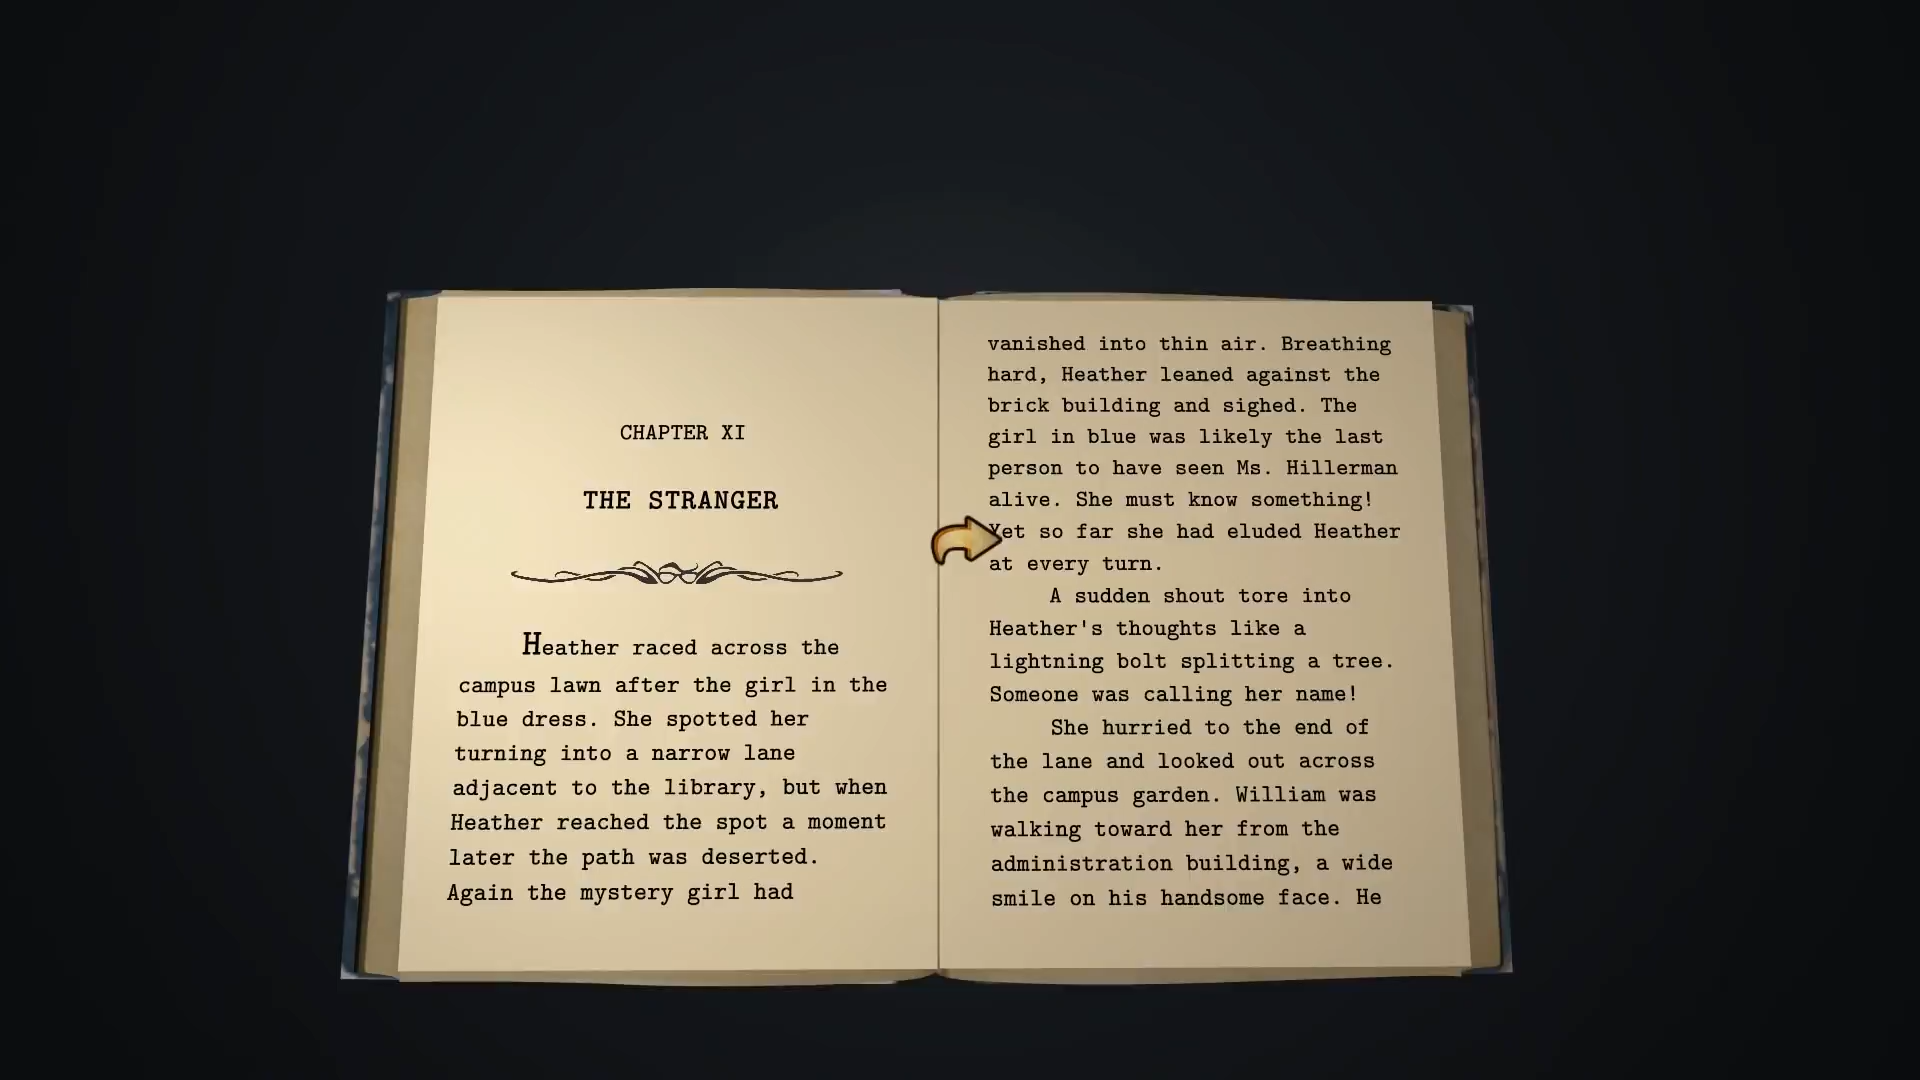 CHAPTER XI
THE STRANGER
Heather raced across the
campus lawn after the girl in the
blue dress. She spotted her
turning into a narrow lane
adjacent to the library, but when
Heather reached the spot a moment
later the path was deserted.
Again the mystery girl had
vanished into thin air. Breathing
hard, Heather leaned against the
brick building and sighed. The
girl in blue was likely the last
person to have seen Ms. Hillerman
alive. She must know something!
Yet so far she had eluded Heather
at every turn.
A sudden shout tore into
Heather's thoughts like a
lightning bolt splitting a tree.
Someone was calling her name!
She hurried to the end of
the lane and looked out across
the campus garden. William was
walking toward her from the
administration building, a wide
smile on his handsome face. He